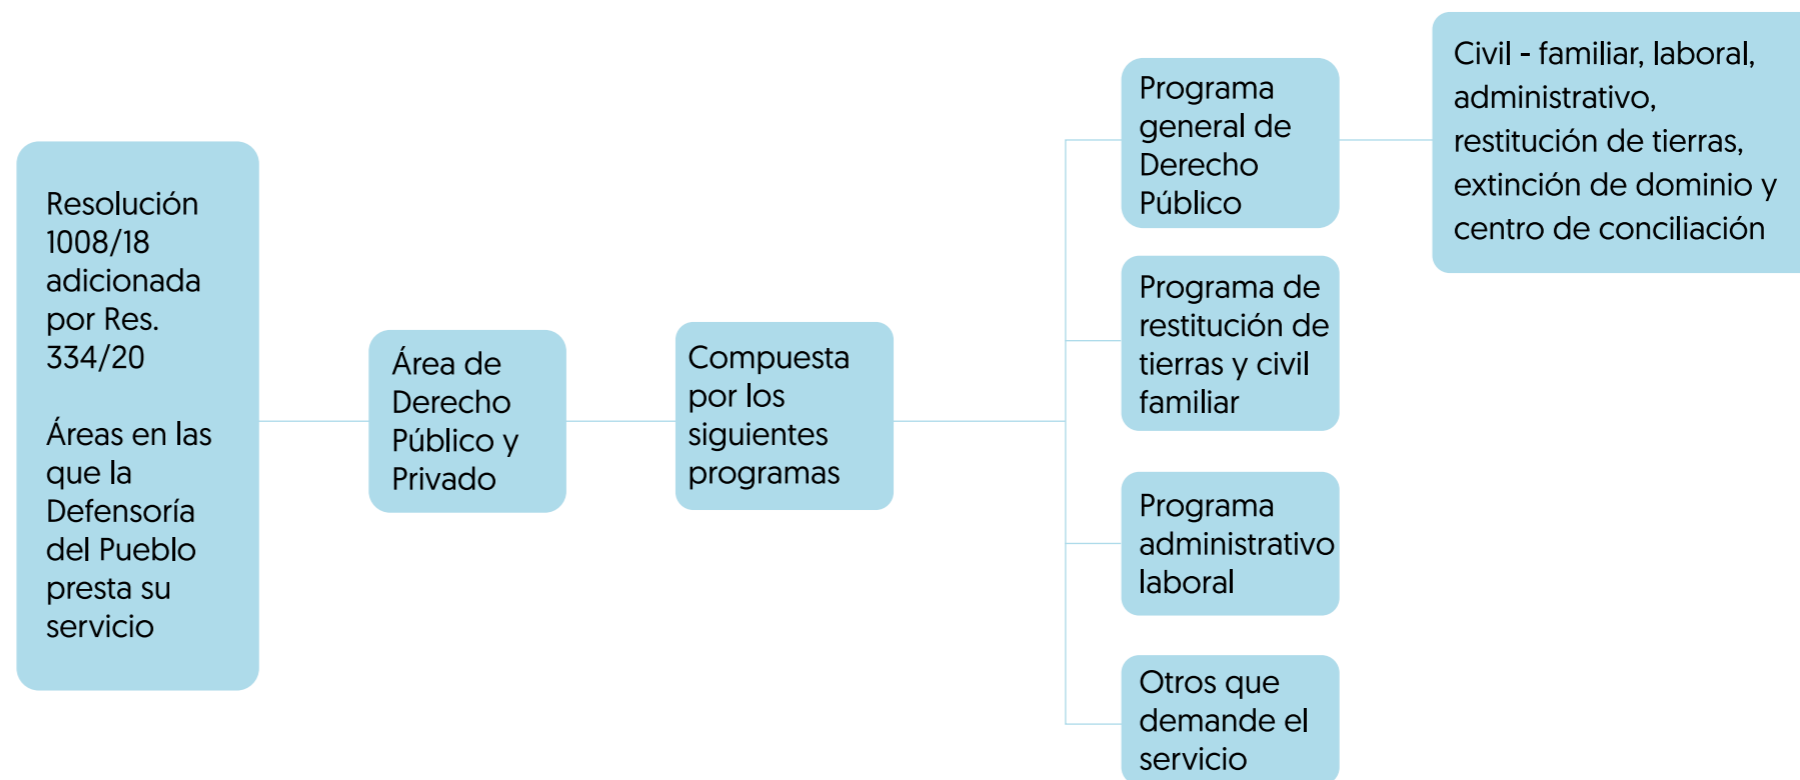 Resolución
1008/18
adicionada
por Res.
334/20
Áreas en las
que la
Defensoría
del Pueblo
presta su
servicio
Área de
Derecho
Público y
Privado
Compuesta
por los
siguientes
programas
Programa
general de
Derecho
Público
Civil - familiar, laboral,
administrativo,
restitución de tierras,
extinción de dominio y
centro de conciliación
Programa de
restitución de
tierras y civil
familiar
Programa
administrativo
laboral
Otros que
demande el
servicio